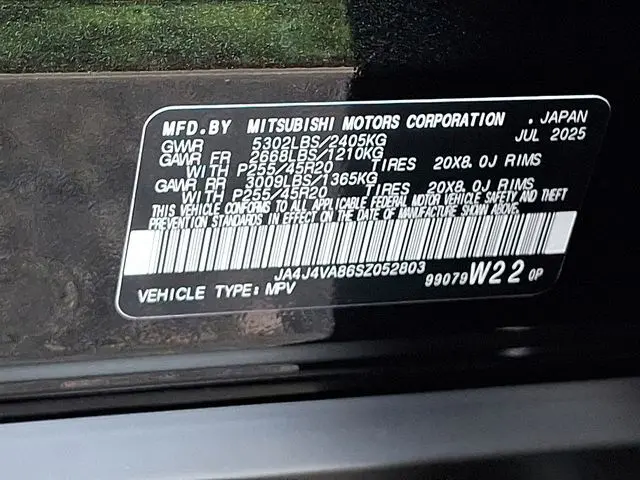 MFD.BY MITSUBISHI MOTORS CORPORATION . JAPAN
GVWR 5302LBS/2405KG JUL 2025
GAWR FR 2668LBS/1210KG
WITH P255/45R20 TIRES 20X8.0J RIMS
GAWR RR 3009LBS/1365KG
WITH P255/45R20 TIRES 20X8.0J RIMS
THIS VEHICLE CONFORMS TO ALL APPLICABLE FEDERAL MOTOR VEHICLE SAFETY AND THEFT
PREVENTION STANDARDS IN EFFECT ON THE DATE OF MANUFACTURE SHOWN ABOVE.
JA4J4VA86SZ052803
99079W22 0P
VEHICLE TYPE: MPV